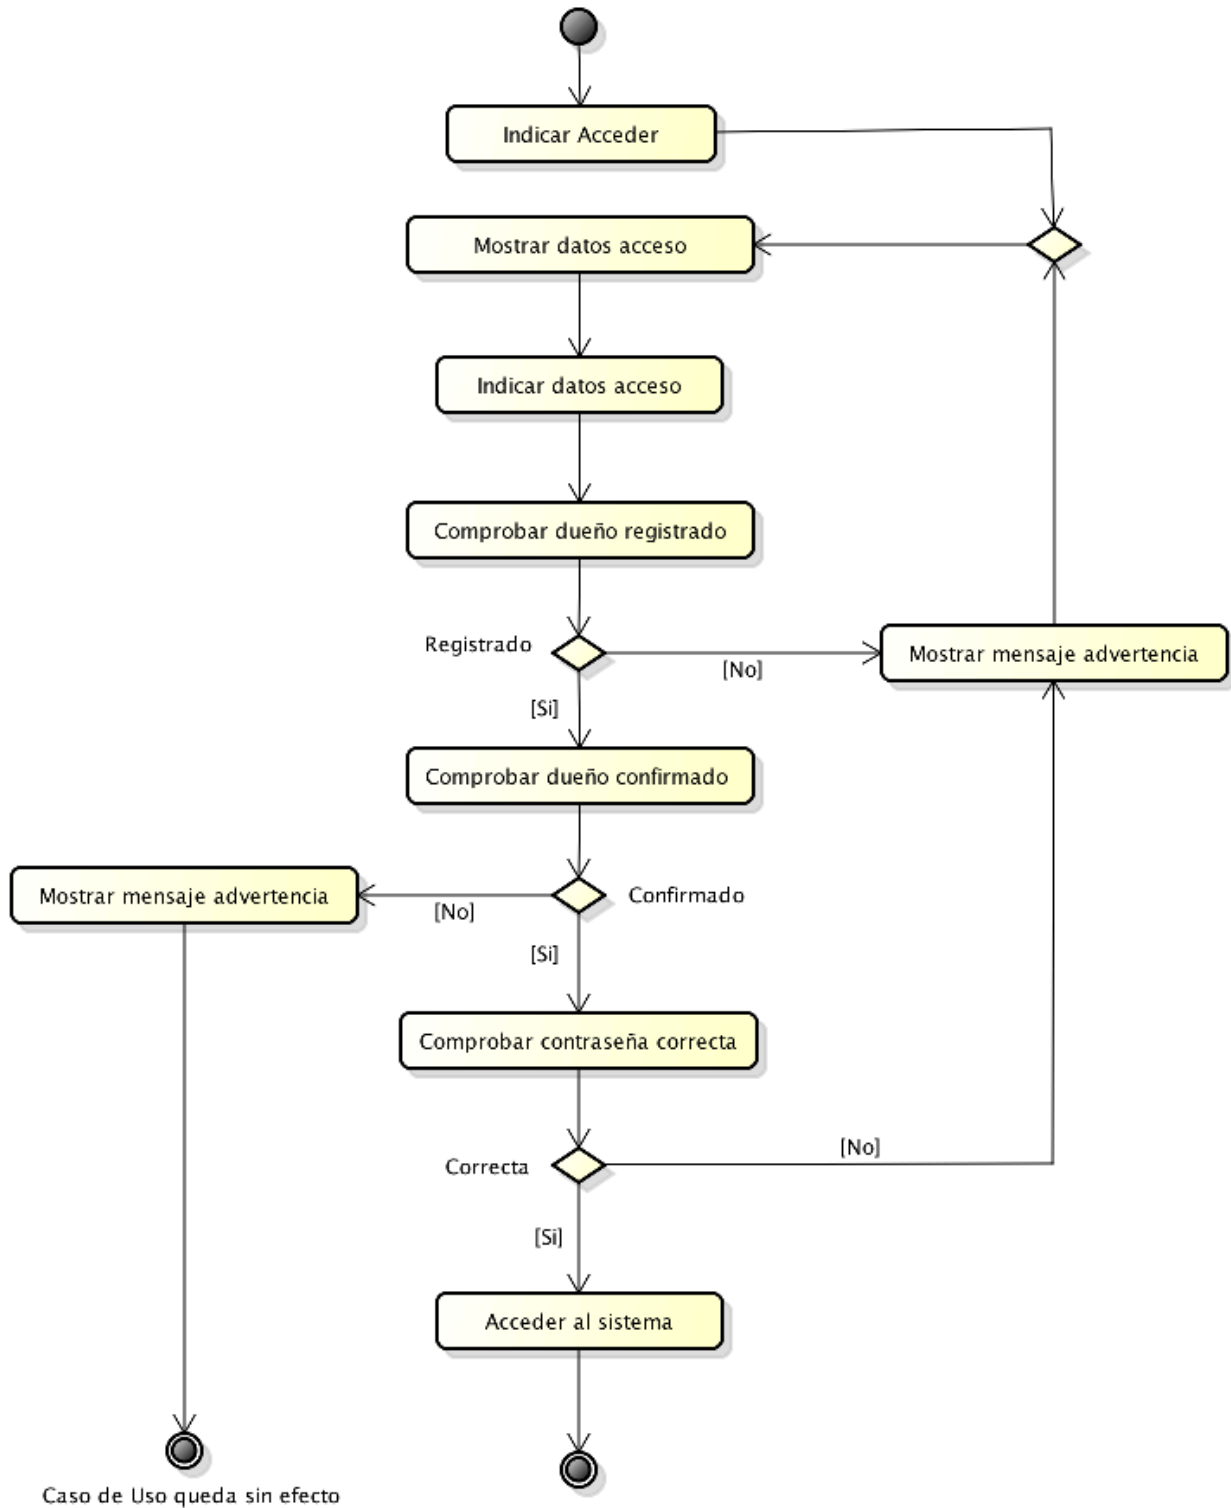 Indicar Acceder
Mostrar datos acceso
Indicar datos acceso
Comprobar dueño registrado
Registrado
[No]
Mostrar mensaje advertencia
[Si]
Comprobar dueño confirmado
Mostrar mensaje advertencia
[No]
Confirmado
[Si]
Comprobar contraseña correcta
Correcta
[No]
[Si]
Acceder al sistema
Caso de Uso queda sin efecto